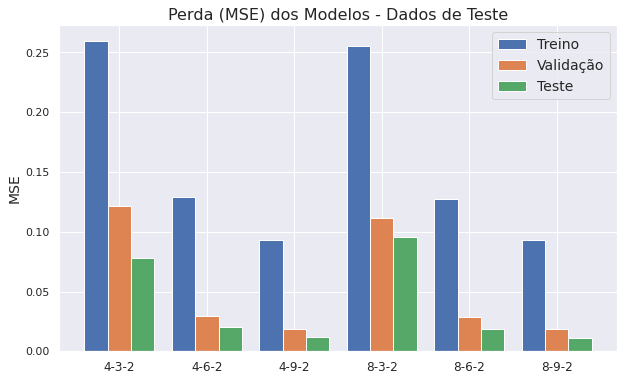 Perda (MSE) dos Modelos - Dados de Teste
Treino
Validação
Teste
MSE
0.25
0.20
0.15
0.10
0.05
0.00
4-3-2
4-6-2
4-9-2
8-3-2
8-6-2
8-9-2